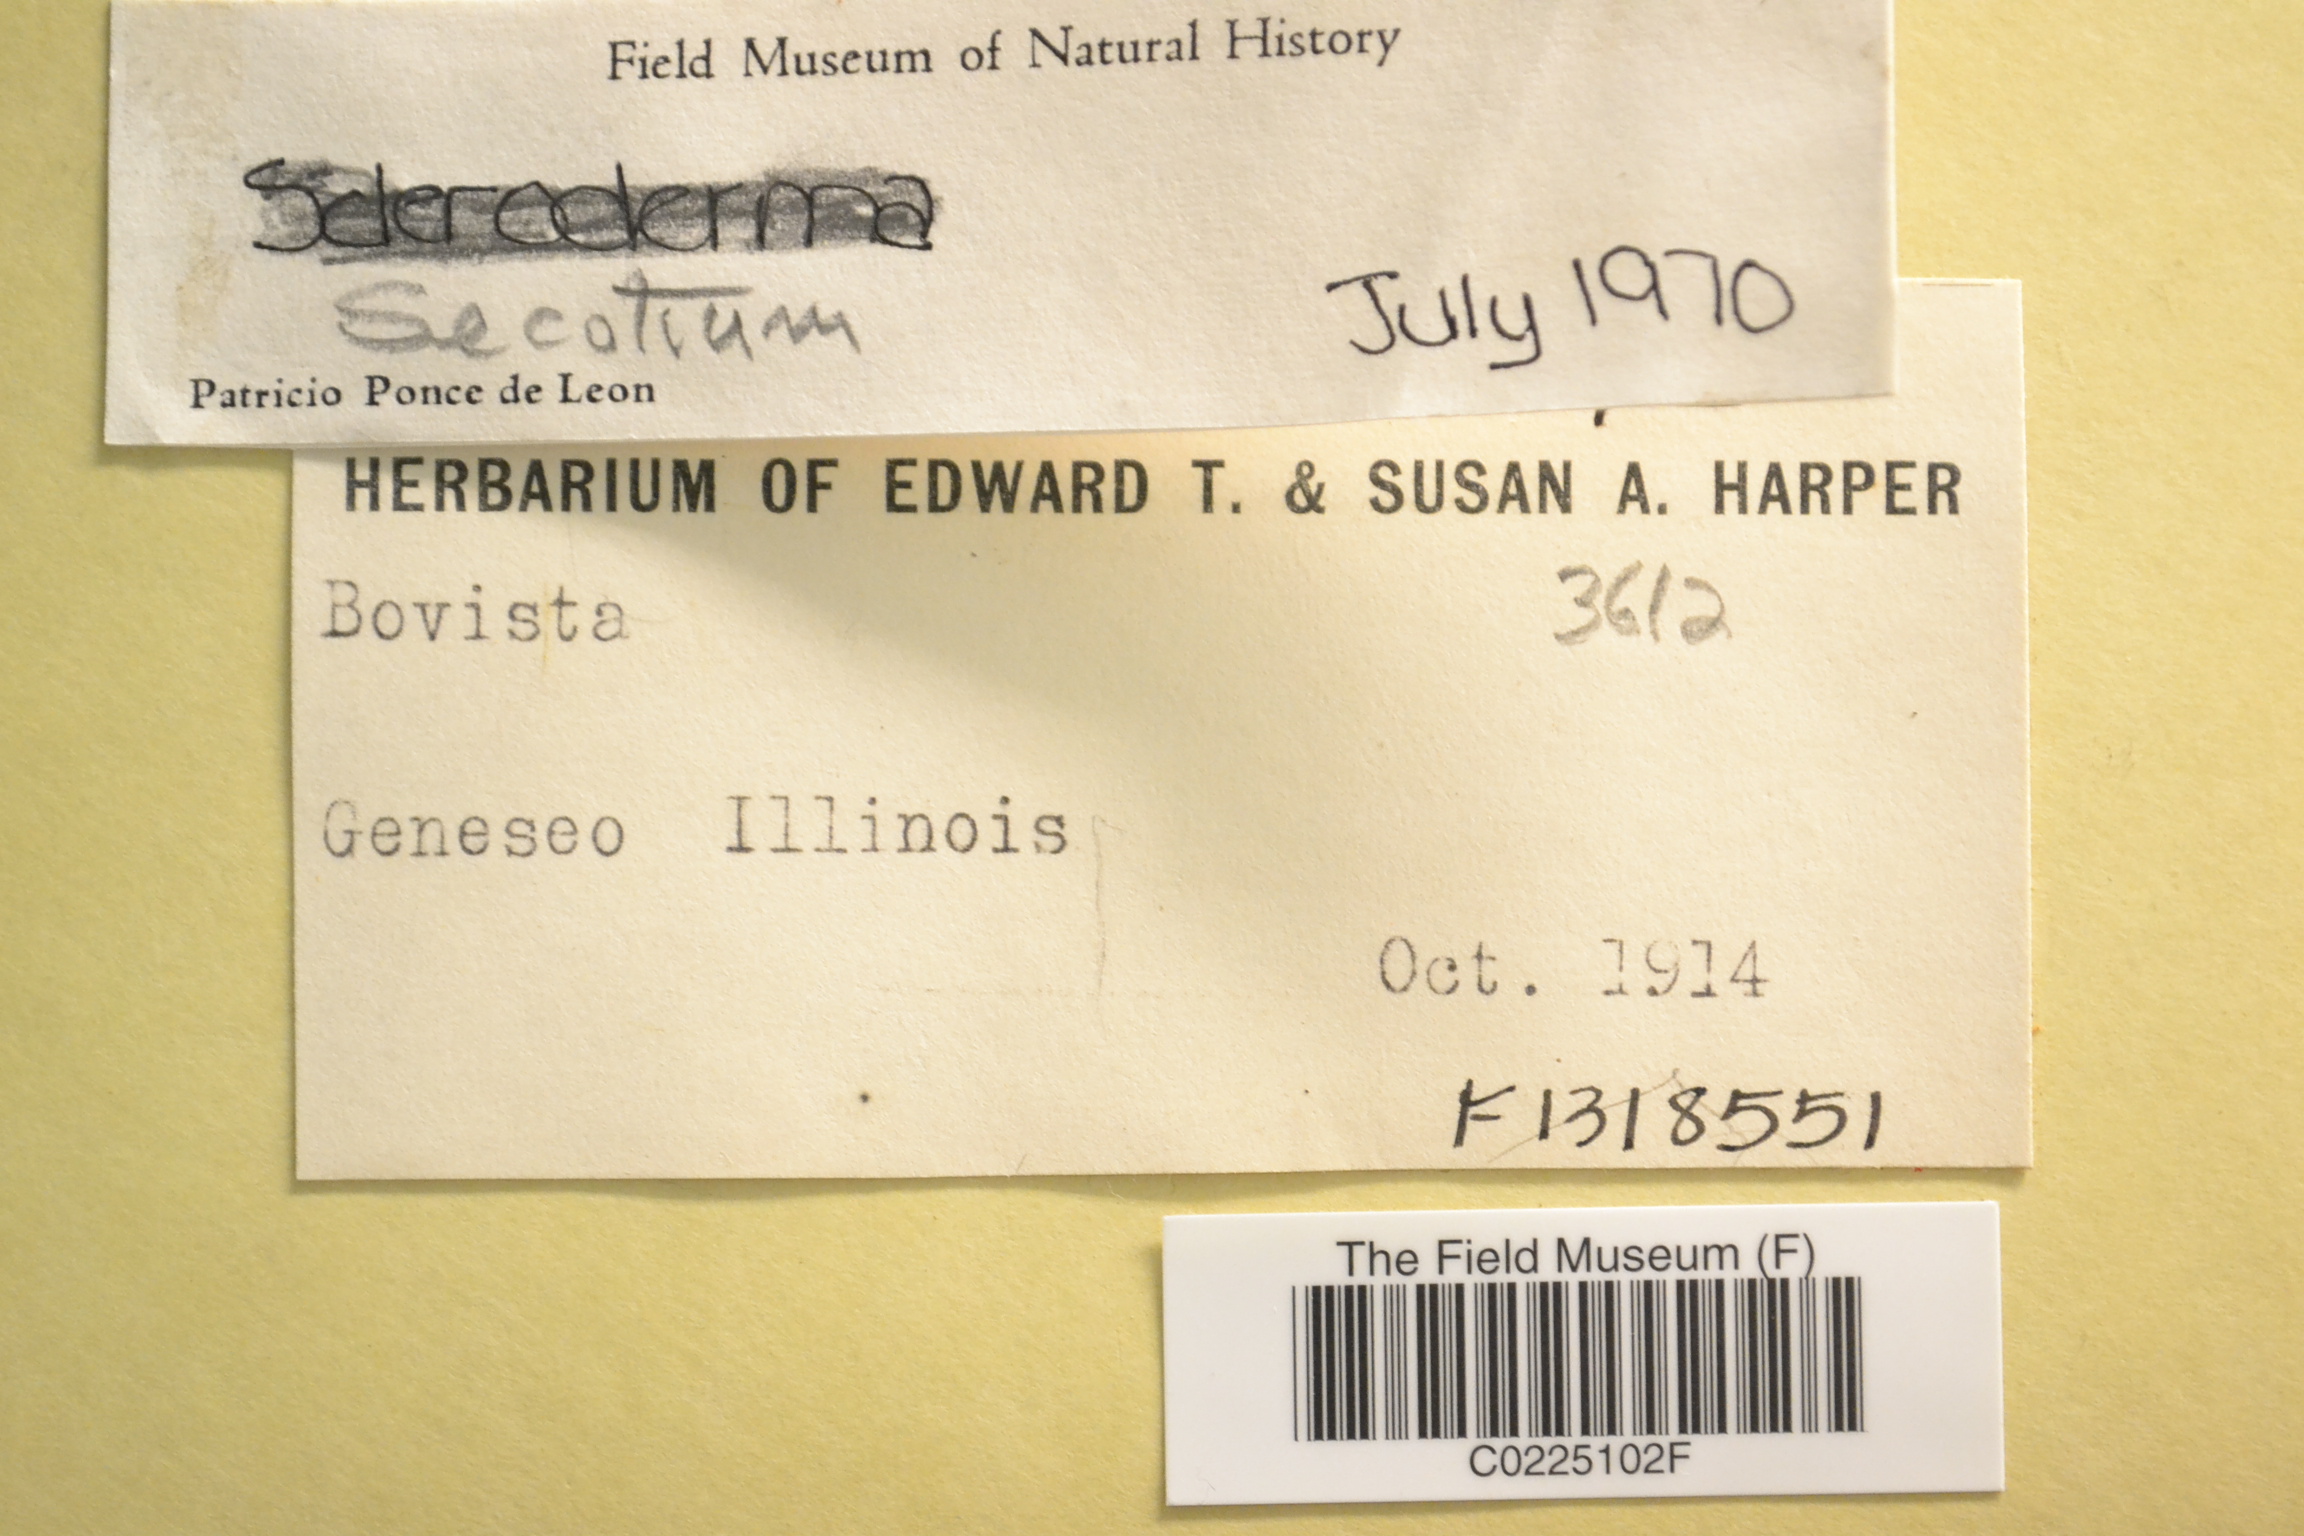 Field Museum of Natural History
Scleroderma
Secotium
July 1970
Patricio Ponce de Leon
HERBARIUM OF EDWARD T. & SUSAN A. HARPER
Bovista 3612
Geneseo Illinois
Oct. 1914
F1318551
The Field Museum (F)
C0225102F